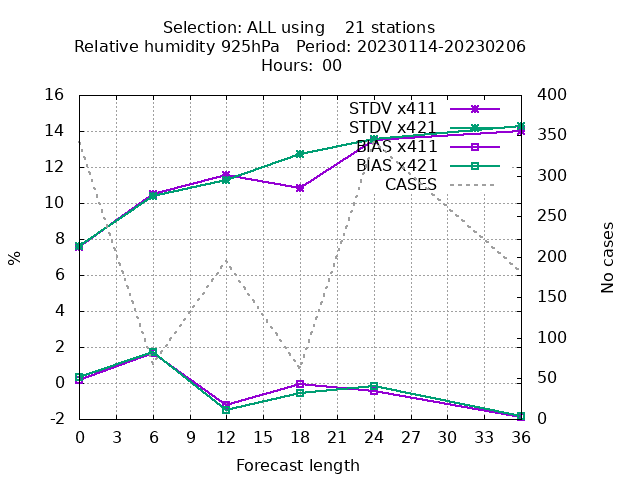 Selection: ALL using 21 stations
Relative humidity 925hPa Period: 20230114-20230206
Hours: 00
16 400
14 350
12 300
10 250
8 200
6 150
4 100
2 50
0 0
-2
STDV x411
STDV x421
BIAS x411
BIAS x421
CASES
%
No cases
0 3 6 9 12 15 18 21 24 27 30 33 36
Forecast length